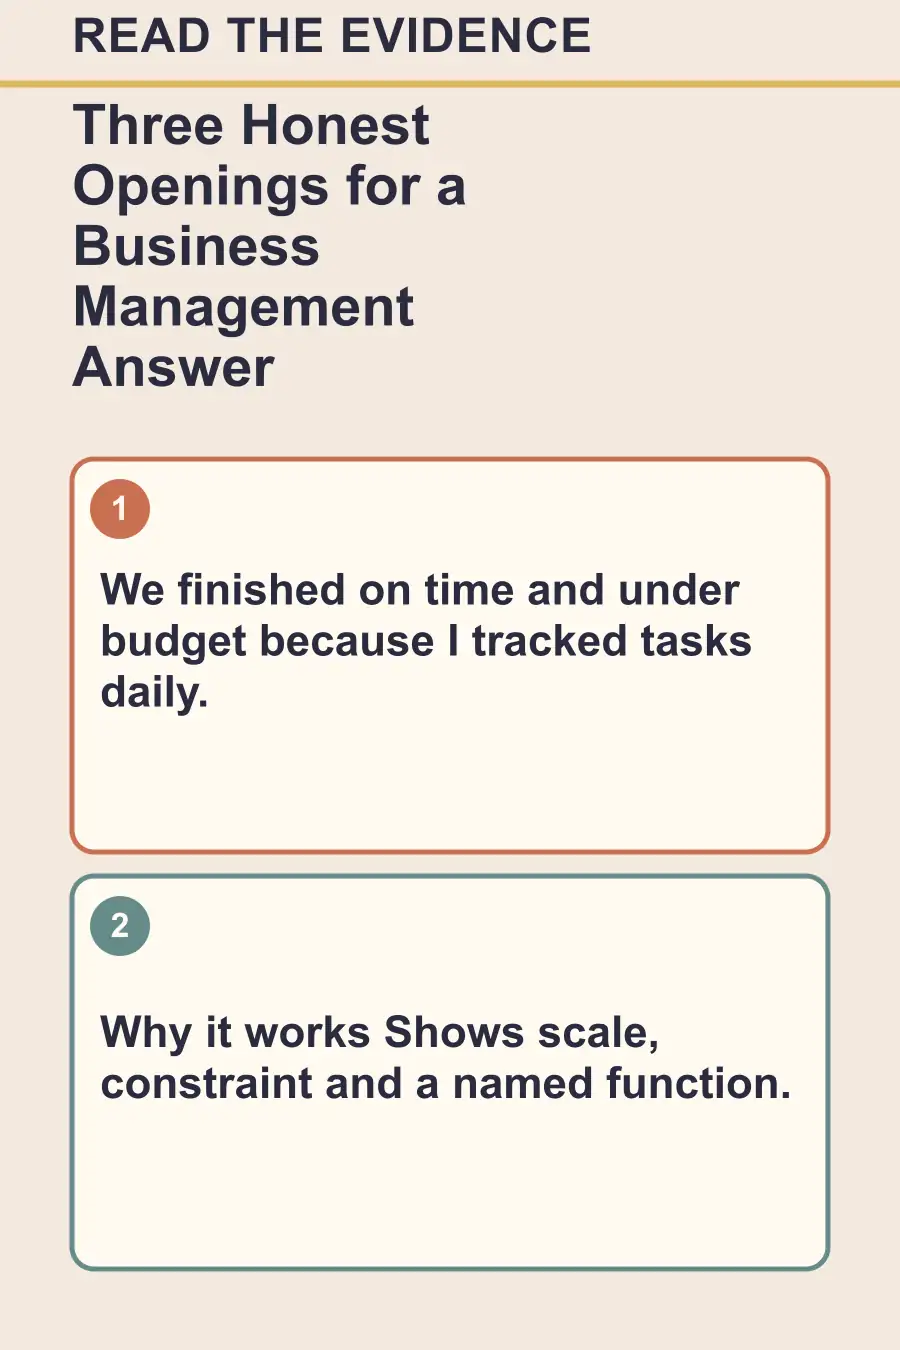 READ THE EVIDENCE
Three Honest
Openings for a
Business
Management
Answer
1
We finished on time and under
budget because I tracked tasks
daily.
2
Why it works Shows scale,
constraint and a named function.